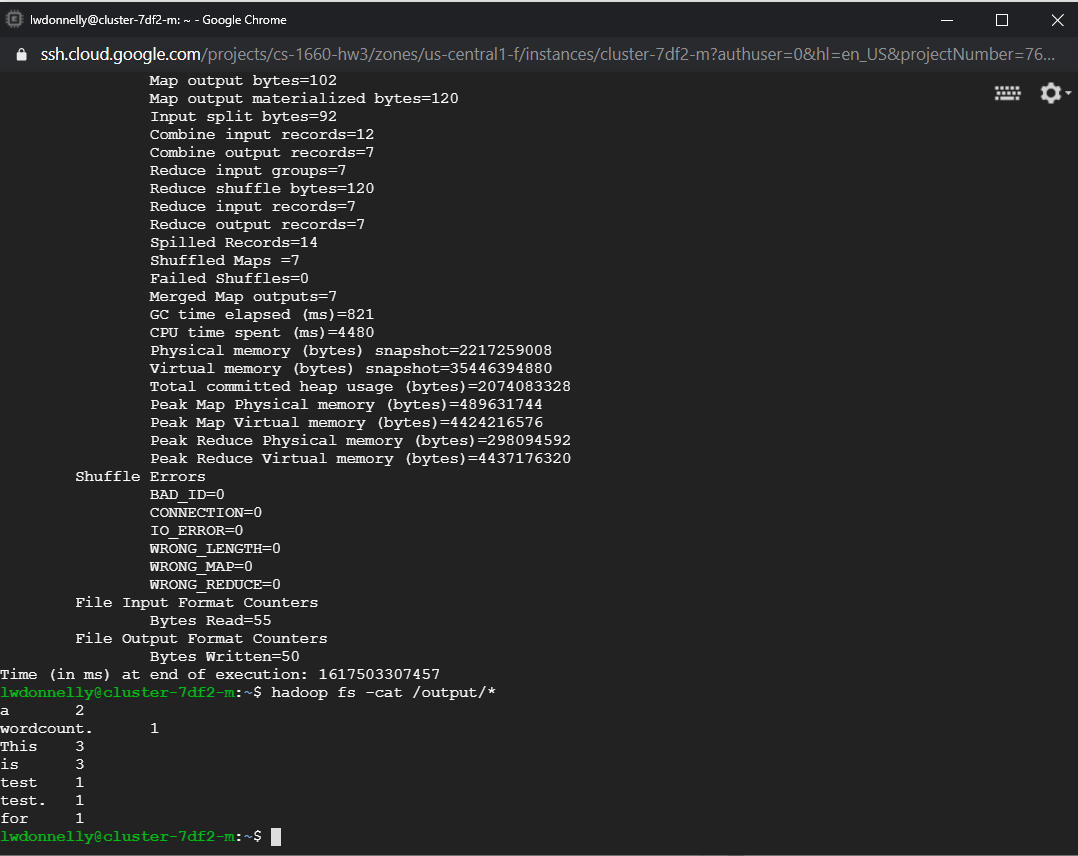 lwdonnelly@cluster-7df2-m: ~ - Google Chrome
ssh.cloud.google.com/projects/cs-1660-hw3/zones/us-central1-f/instances/cluster-7df2-m?authuser=0&hl=en_US&projectNumber=76...
Map output bytes=102
Map output materialized bytes=120
Input split bytes=92
Combine input records=12
Combine output records=7
Reduce input groups=7
Reduce shuffle bytes=120
Reduce input records=7
Reduce output records=7
Spilled Records=14
Shuffled Maps =7
Failed Shuffles=0
Merged Map outputs=7
GC time elapsed (ms)=821
CPU time spent (ms)=4480
Physical memory (bytes) snapshot=2217259008
Virtual memory (bytes) snapshot=35446394880
Total committed heap usage (bytes)=2074083328
Peak Map Physical memory (bytes)=489631744
Peak Map Virtual memory (bytes)=4424216576
Peak Reduce Physical memory (bytes)=298094592
Peak Reduce Virtual memory (bytes)=4437176320
Shuffle Errors
BAD_ID=0
CONNECTION=0
IO_ERROR=0
WRONG_LENGTH=0
WRONG_MAP=0
WRONG_REDUCE=0
File Input Format Counters
Bytes Read=55
File Output Format Counters
Bytes Written=50
Time (in ms) at end of execution: 1617503307457
lwdonnelly@cluster-7df2-m:~$ hadoop fs -cat /output/*
a 2
wordcount. 1
This 3
is 3
test 1
test. 1
for 1
lwdonnelly@cluster-7df2-m:~$